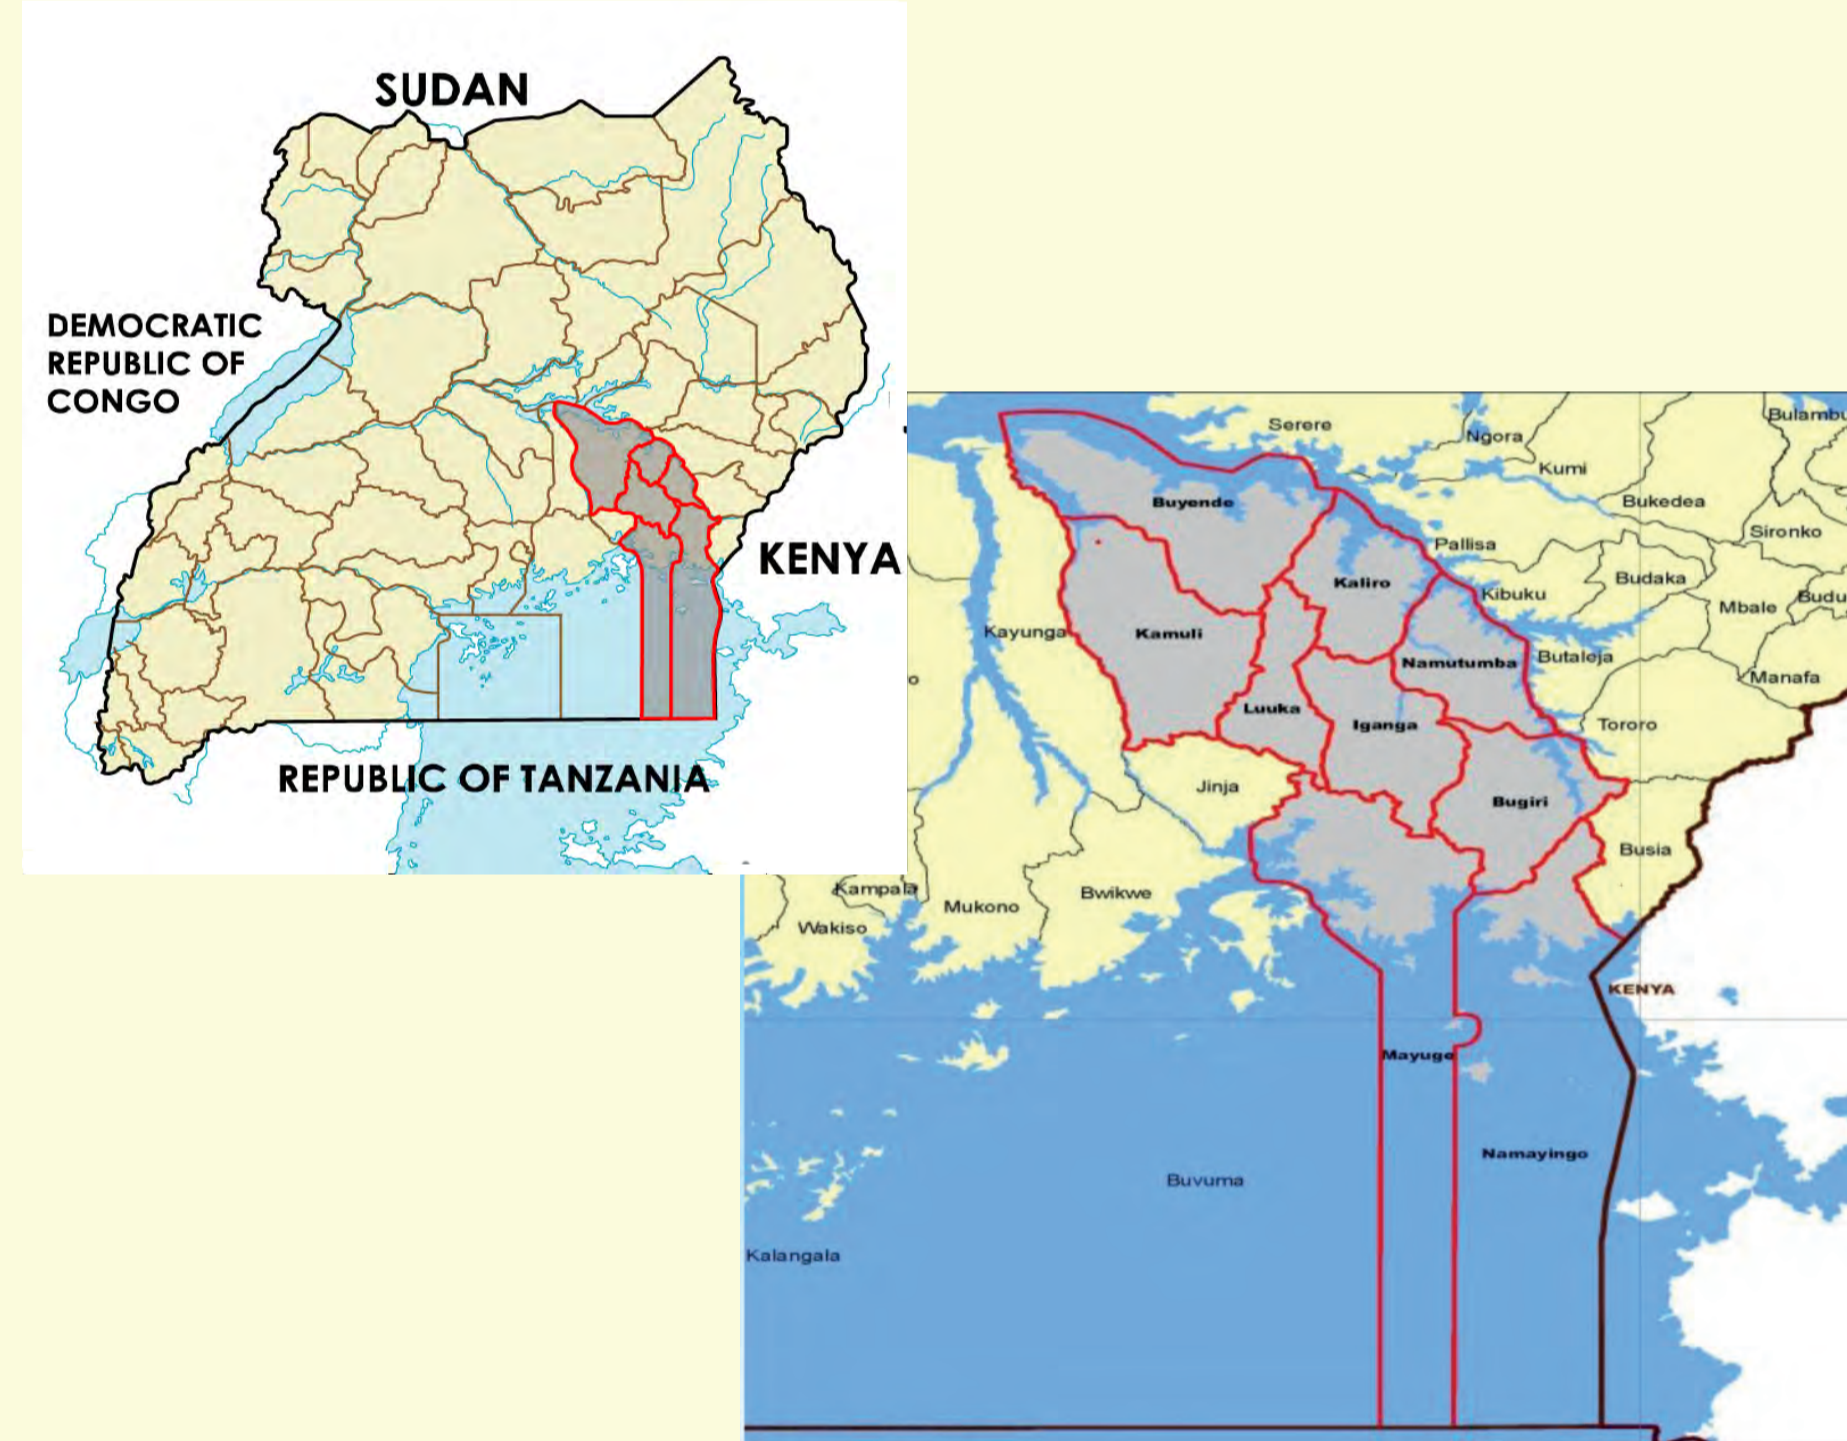 SUDAN
DEMOCRATIC
REPUBLIC OF
CONGO
KENYA
REPUBLIC OF TANZANIA
Serere
Ngora
Bulambu
Kumi
Buyende
Bukedea
Sironko
Pallisa
Kaliro
Kibuku
Budaka
Mbale
Budu
Kayunga
Kamuli
Namutumba
Butaleja
Manafa
o
Luuka
Iganga
Tororo
Jinja
Bugiri
Busia
Kampala
Mukono
Bwikwe
Wakiso
KENYA
Mayuge
Namayingo
Buvuma
Kalangala